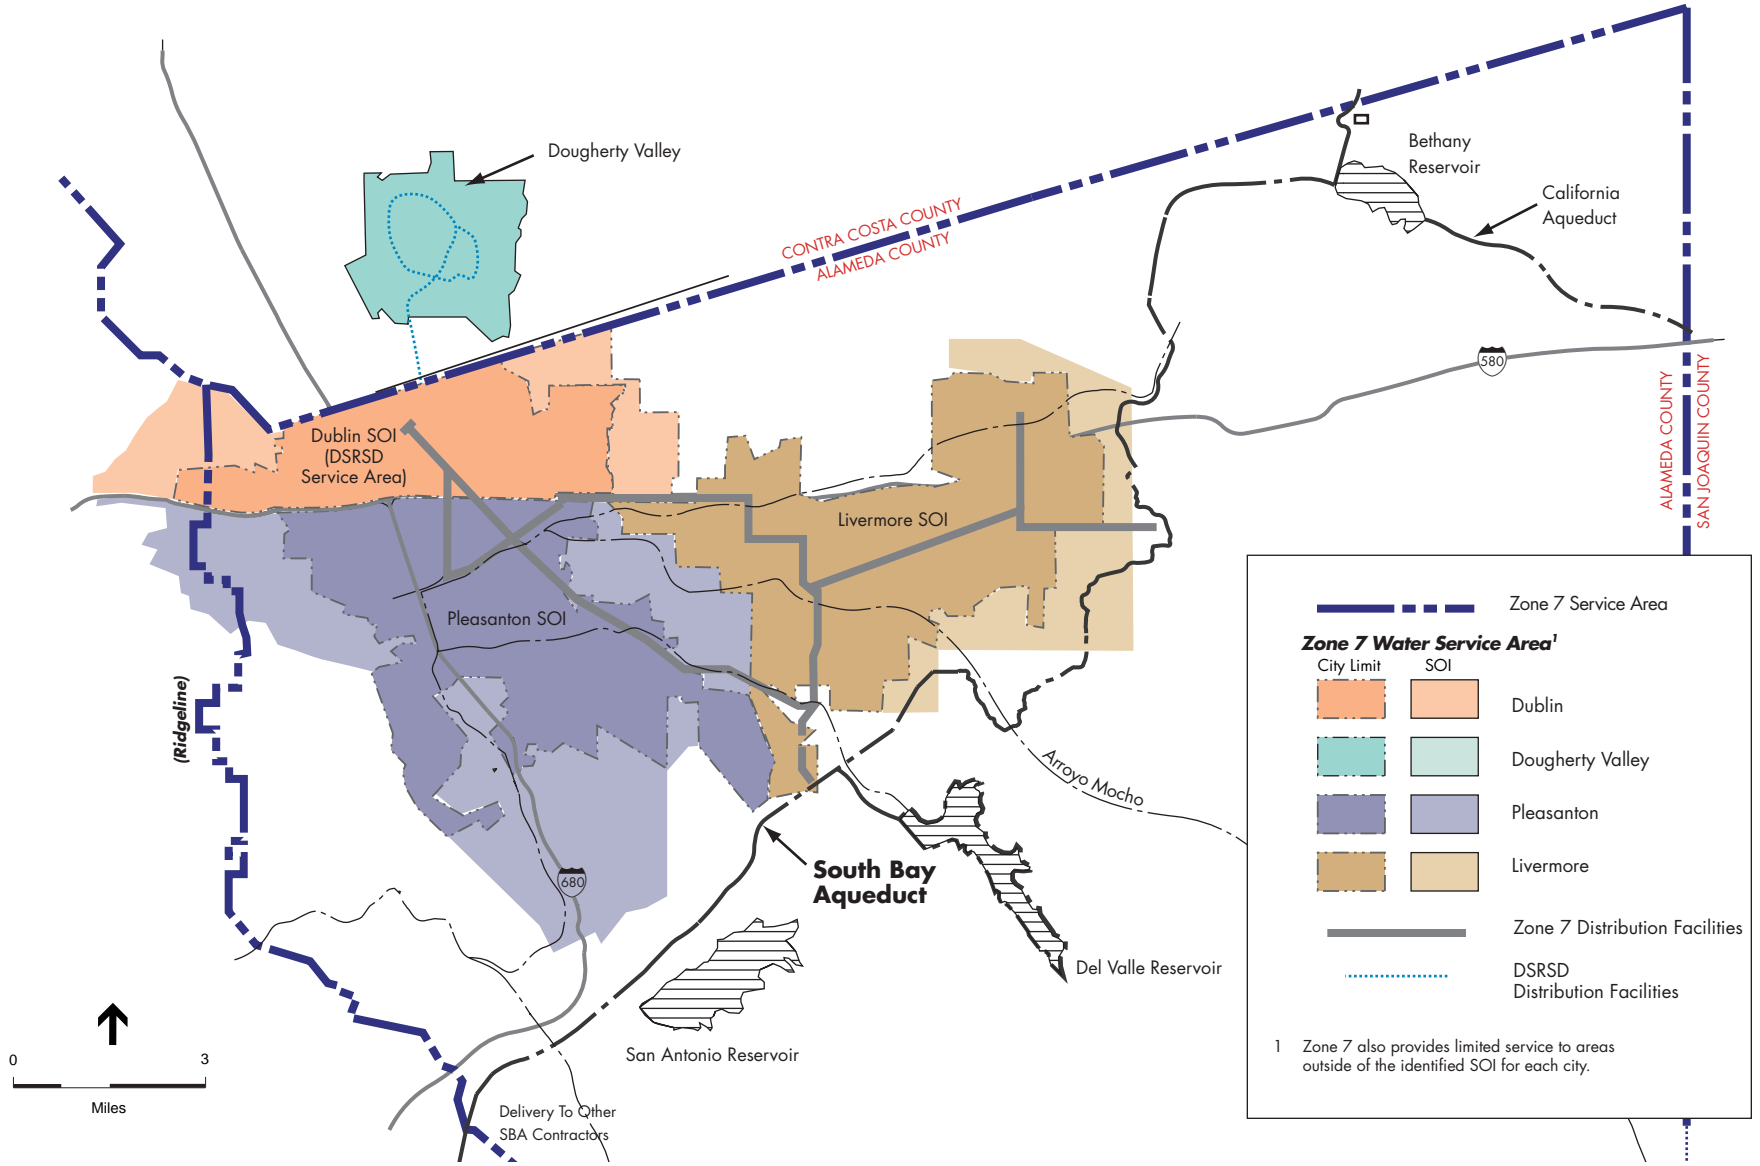 Dougherty Valley
Bethany
Reservoir
California
Aqueduct
CONTRA COSTA COUNTY
ALAMEDA COUNTY
580
ALAMEDA COUNTY
SAN JOAQUIN COUNTY
Dublin SOI
(DSRSD
Service Area)
Livermore SOI
Pleasanton SOI
(Ridgeline)
Arroyo Mocho
South Bay
Aqueduct
680
Del Valle Reservoir
San Antonio Reservoir
Delivery To Other
SBA Contractors
0 3
Miles
Zone 7 Service Area
Zone 7 Water Service Area1
City Limit SOI
Dublin
Dougherty Valley
Pleasanton
Livermore
Zone 7 Distribution Facilities
DSRSD
Distribution Facilities
1 Zone 7 also provides limited service to areas
outside of the identified SOI for each city.